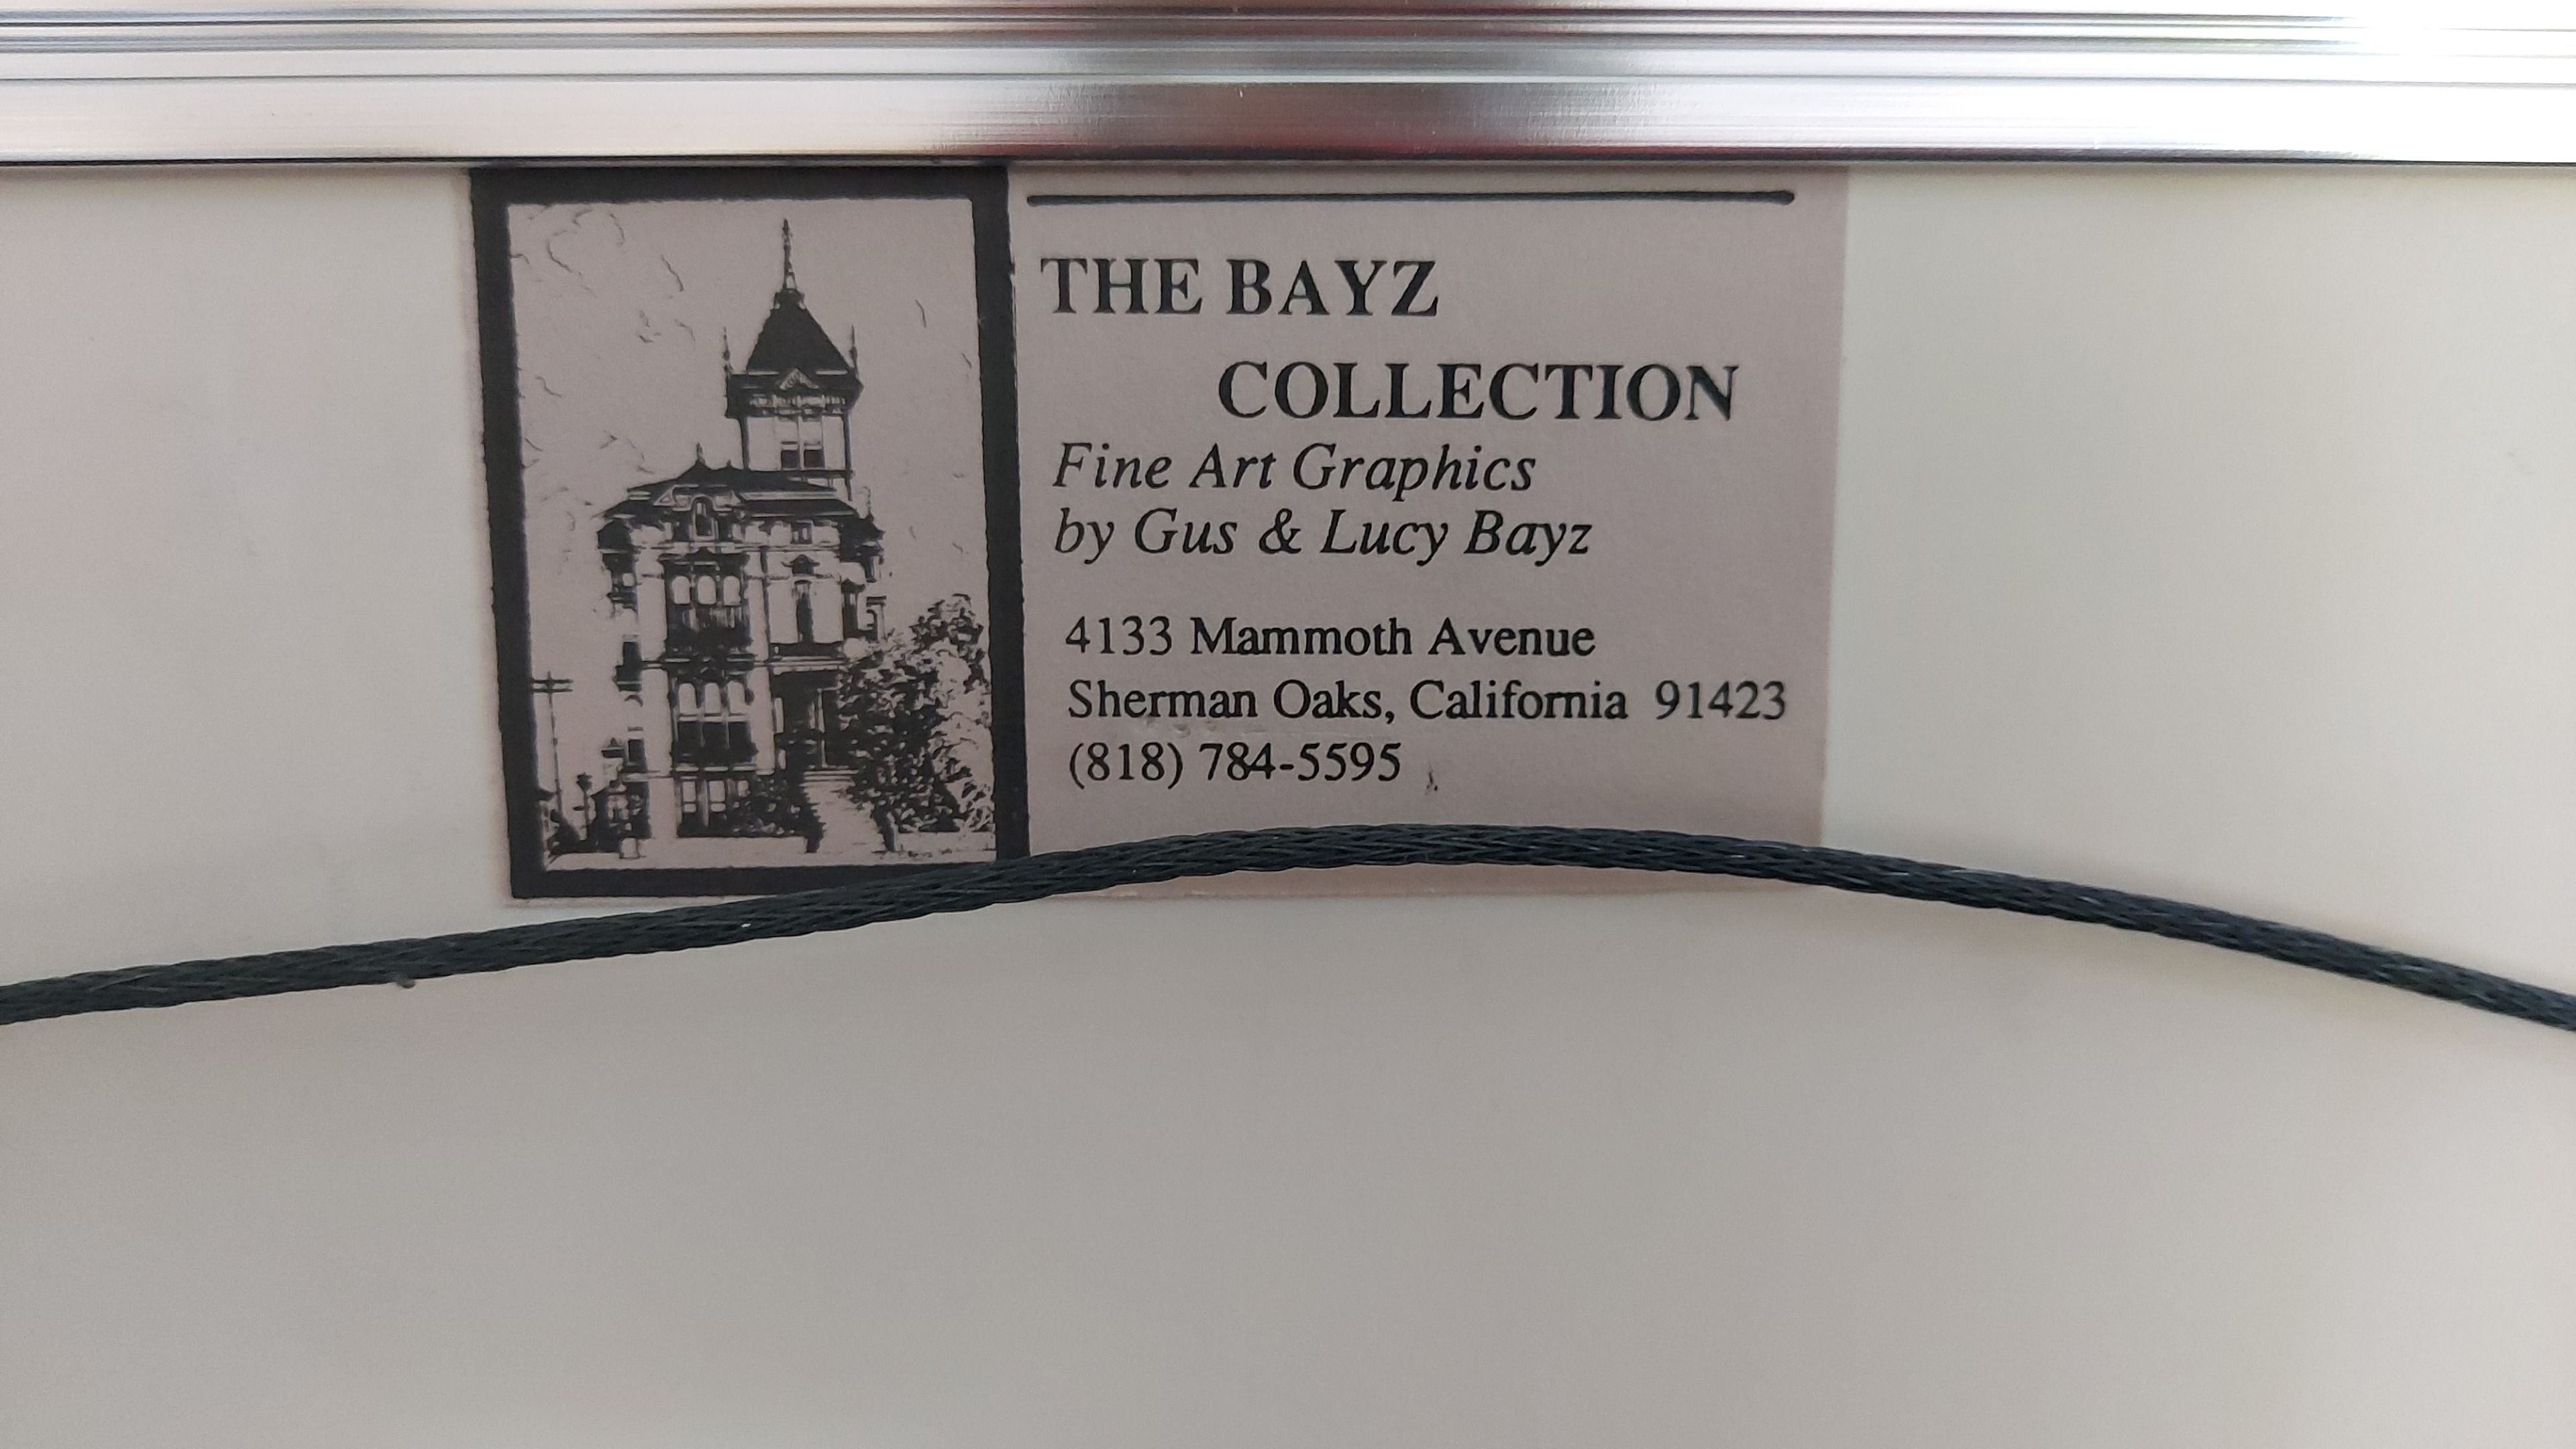 THE BAYZ
COLLECTION
Fine Art Graphics
by Gus & Lucy Bayz
4133 Mammoth Avenue
Sherman Oaks, California 91423
(818) 784-5595